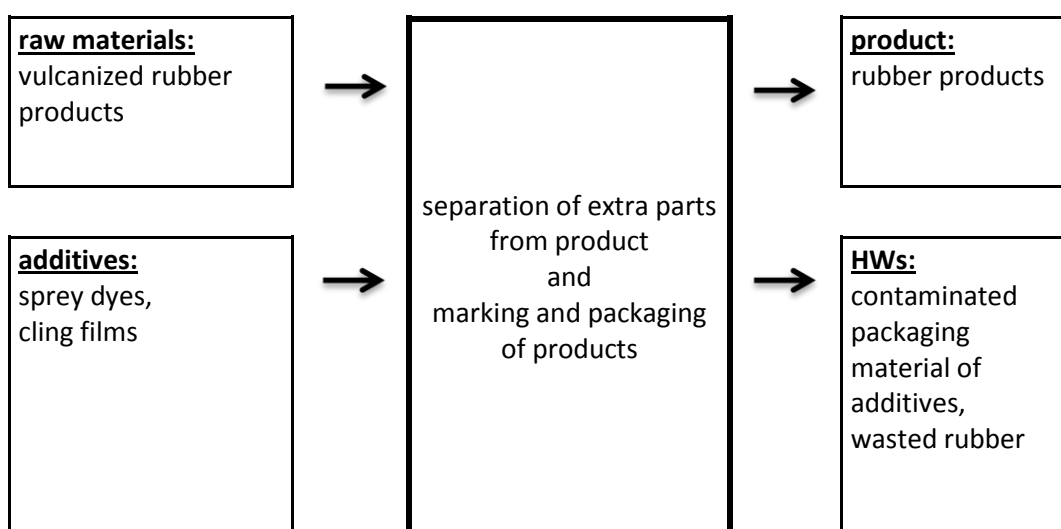 raw materials:
vulcanized rubber
products
additives:
sprey dyes,
cling films
separation of extra parts
from product
and
marking and packaging
of products
product:
rubber products
HWs:
contaminated
packaging
material of
additives,
wasted rubber